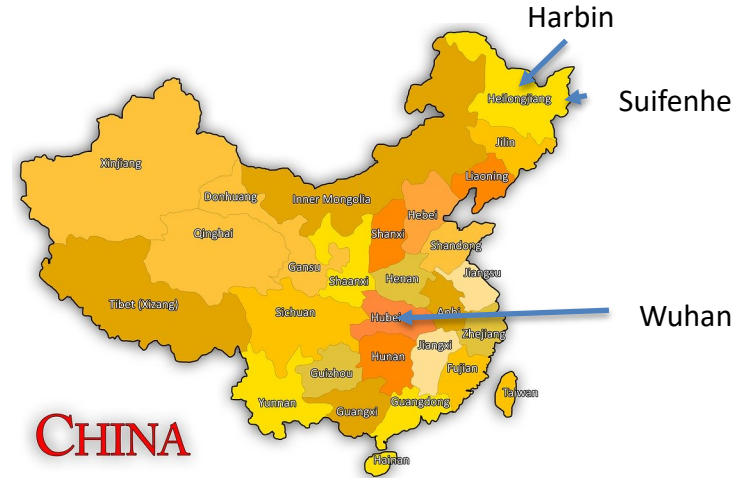 Harbin
Heilongjiang
Suifenhe
Jilin
Xinjiang
Liaoning
Donhuang
Inner Mongolia
Hebei
Qinghai
Shanxi
Shandong
Gansu
Jiangsu
Shaanxi
Henan
Tibet (Xizang)
Sichuan
Hubei
Anhi
Wuhan
Zhejiang
Jiangxi
Hunan
Guizhou
Fujian
Yunnan
Guangdong
Taiwan
Guangxi
CHINA
Hainan